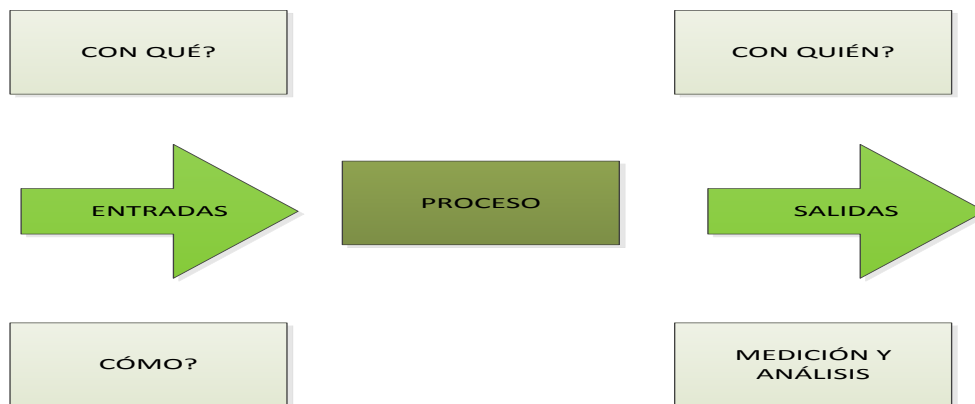 CON QUÉ?
CON QUIÉN?
ENTRADAS
PROCESO
SALIDAS
CÓMO?
MEDICIÓN Y
ANÁLISIS